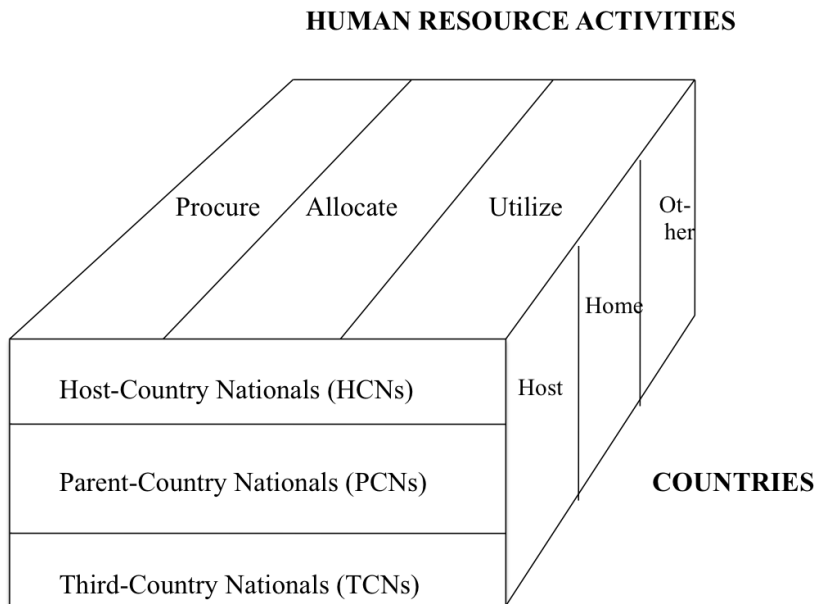 HUMAN RESOURCE ACTIVITIES
Procure
Allocate
Utilize
Ot-
her
Home
Host
Host-Country Nationals (HCNs)
Parent-Country Nationals (PCNs)
COUNTRIES
Third-Country Nationals (TCNs)